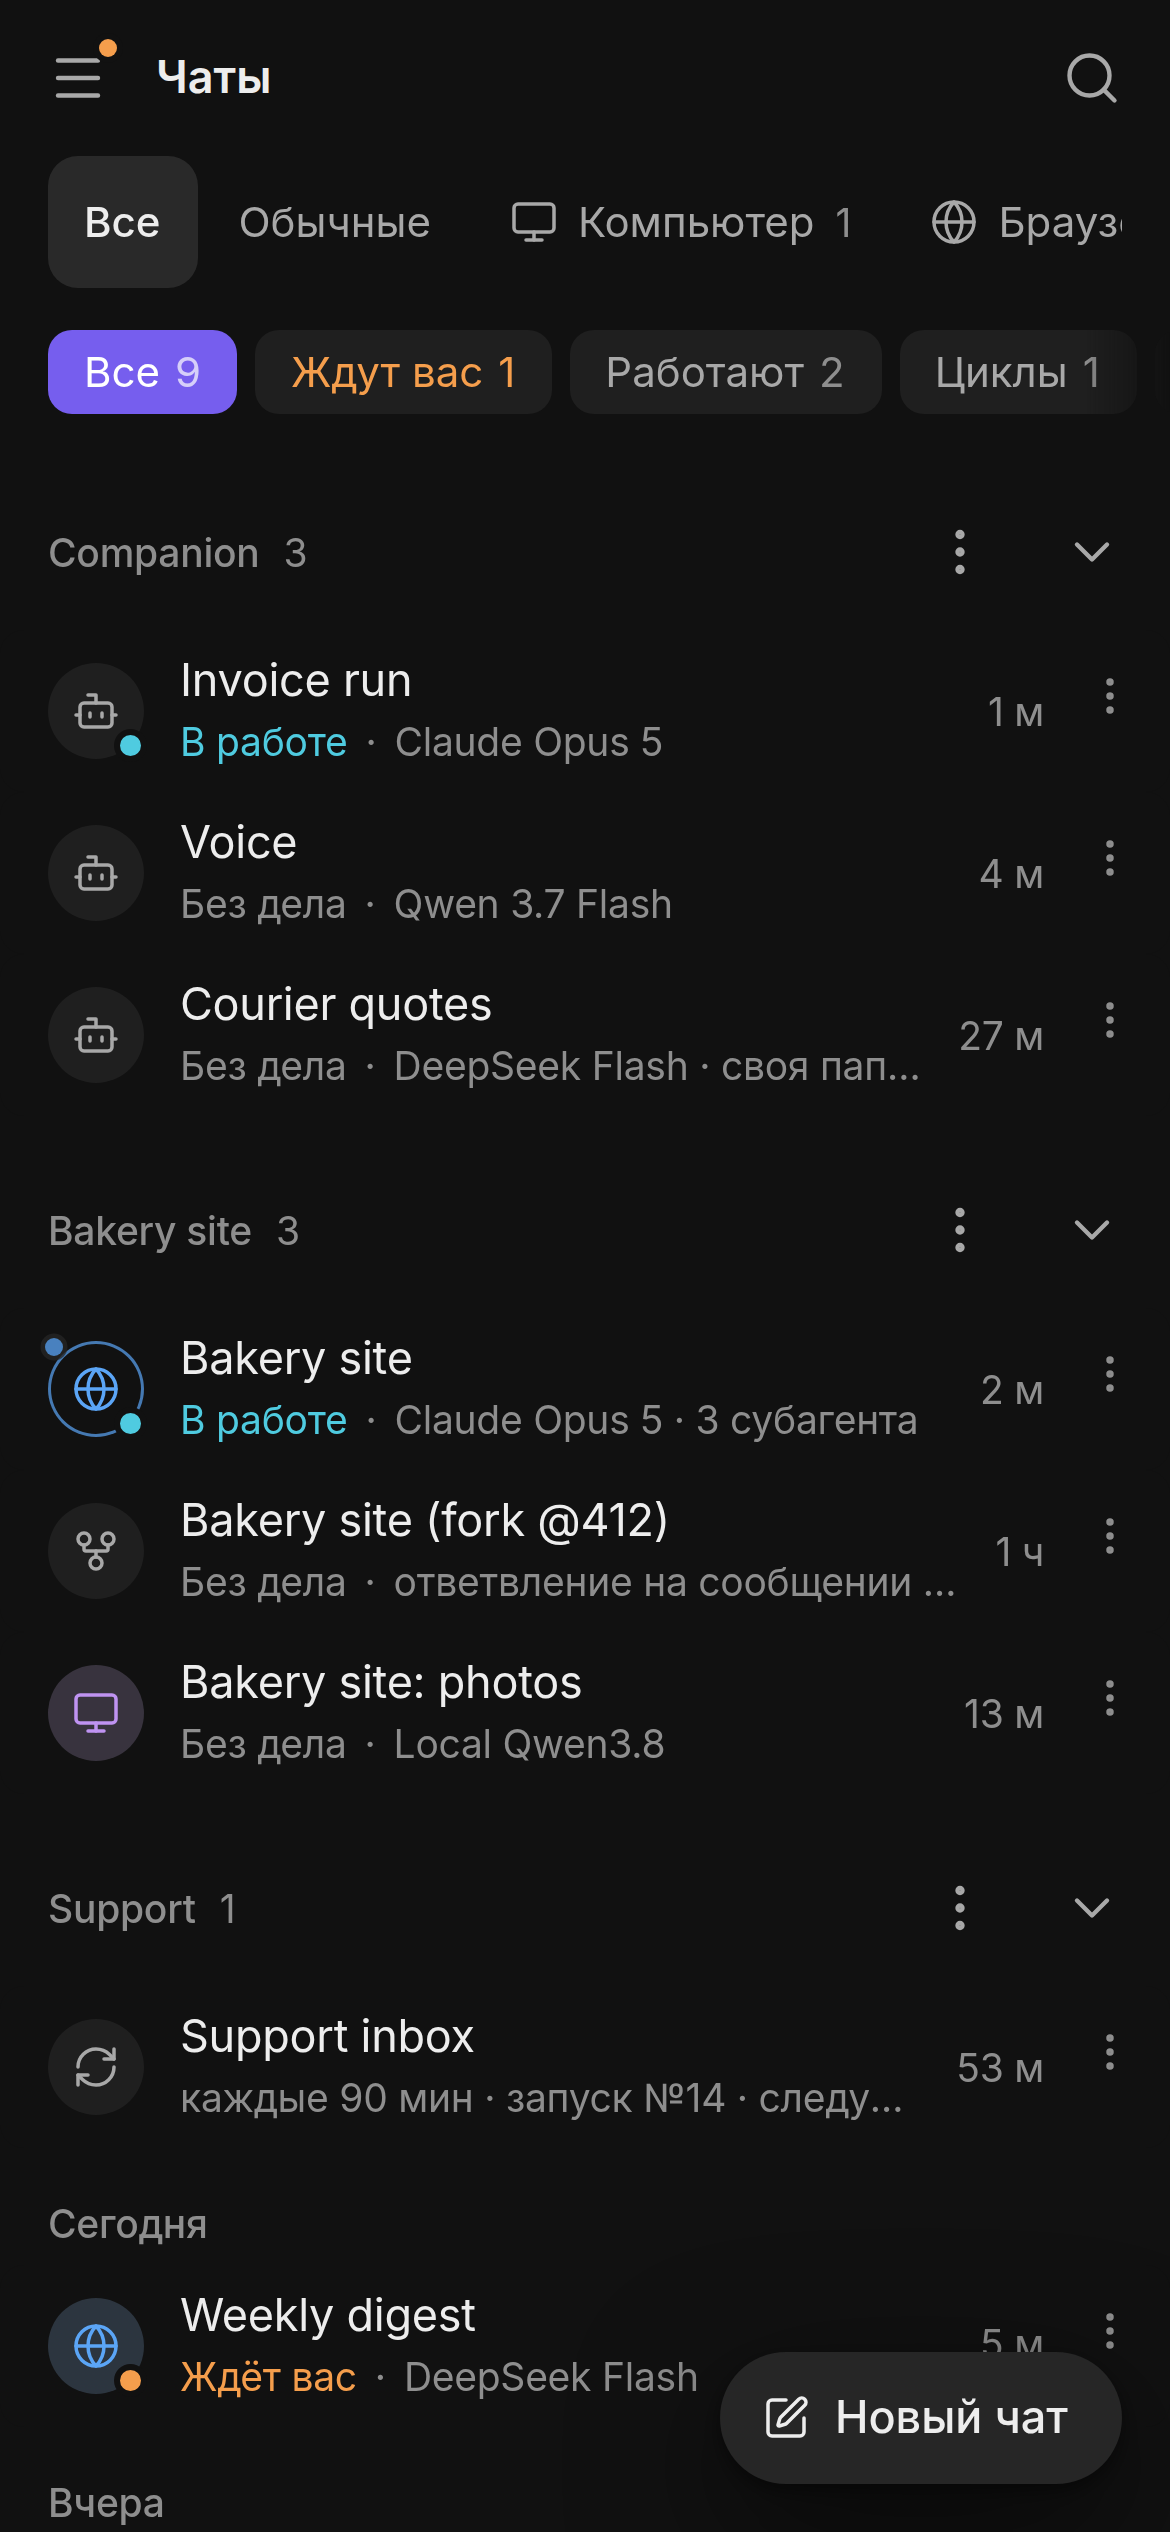 Чаты
Все Обычные Компьютер 1
Все 9 Ждут вас 1 Работают 2 Циклы 1
Companion 3
Invoice run
В работе · Claude Opus 5
1 м
Voice
Без дела · Qwen 3.7 Flash
4 м
Courier quotes
Без дела · DeepSeek Flash · своя пап...
27 м
Bakery site 3
Bakery site
В работе · Claude Opus 5 · 3 субагента
2 м
Bakery site (fork @412)
Без дела · ответвление на сообщении ...
1 ч
Bakery site: photos
Без дела · Local Qwen3.8
13 м
Support 1
Support inbox
каждые 90 мин · запуск №14 · следу...
53 м
Сегодня
Weekly digest
Ждёт вас · DeepSeek Flash
5 м
Новый чат
Вчера